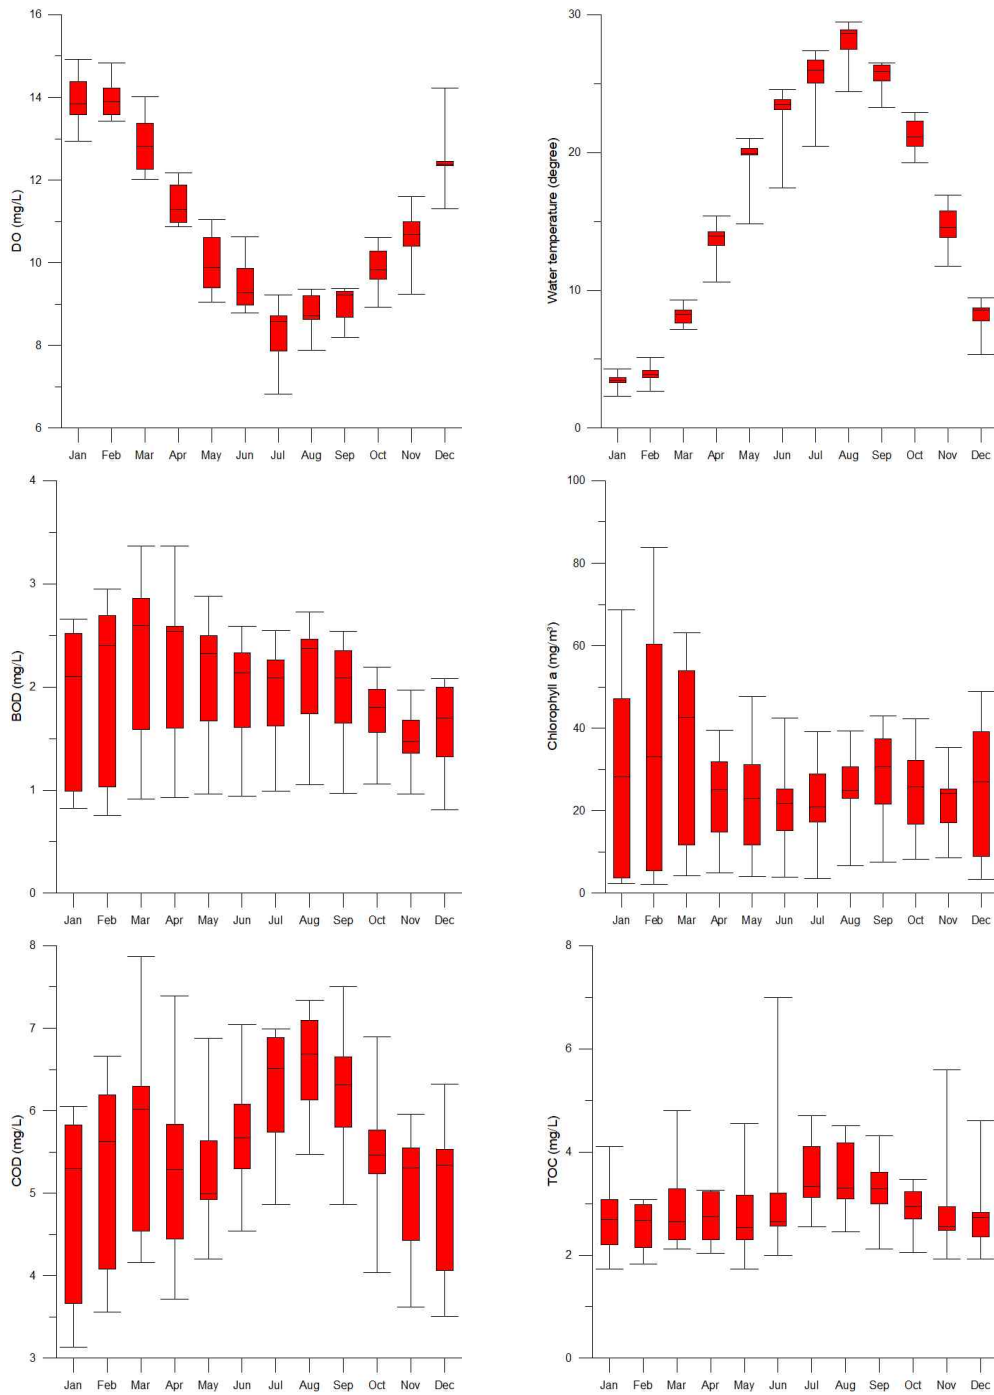 DO (mg/L)
16
14
12
10
8
6
Jan Feb Mar Apr May Jun Jul Aug Sep Oct Nov Dec
Water temperature (degree)
30
20
10
0
Jan Feb Mar Apr May Jun Jul Aug Sep Oct Nov Dec
BOD (mg/L)
4
3
2
1
0
Jan Feb Mar Apr May Jun Jul Aug Sep Oct Nov Dec
Chlorophyll a (mg/m³)
100
80
60
40
20
0
Jan Feb Mar Apr May Jun Jul Aug Sep Oct Nov Dec
COD (mg/L)
8
7
6
5
4
3
Jan Feb Mar Apr May Jun Jul Aug Sep Oct Nov Dec
TOC (mg/L)
8
6
4
2
0
Jan Feb Mar Apr May Jun Jul Aug Sep Oct Nov Dec